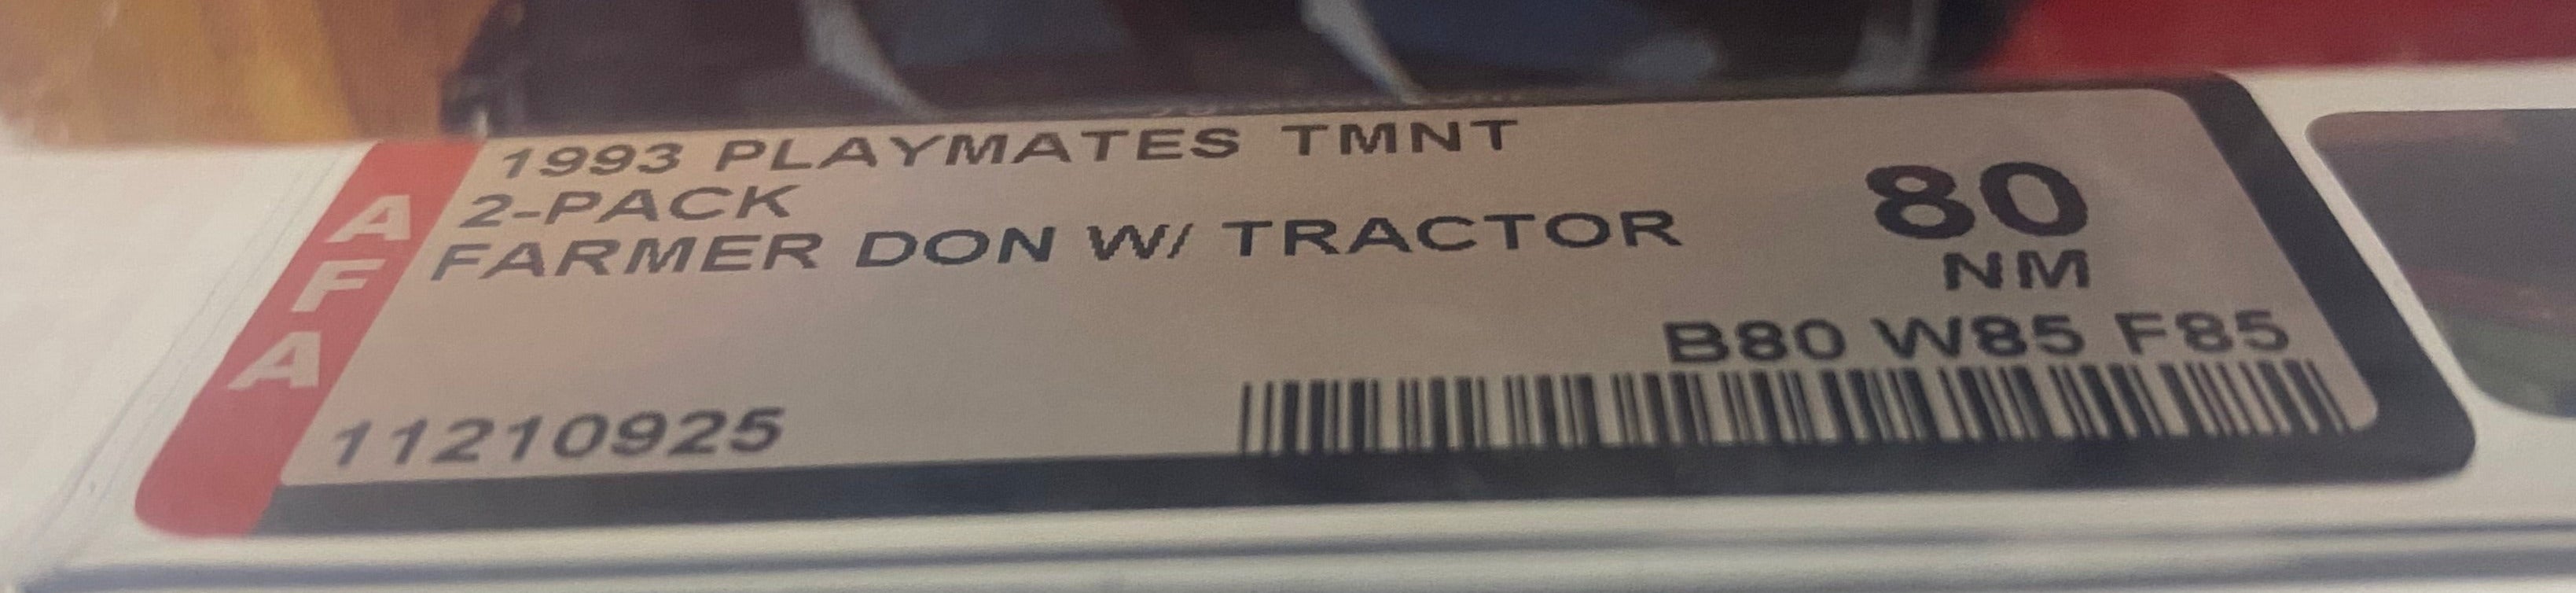 AFA
1993 PLAYMATES TMNT
2-PACK
FARMER DON W/ TRACTOR
80
NM
B80 W85 F85
11210925